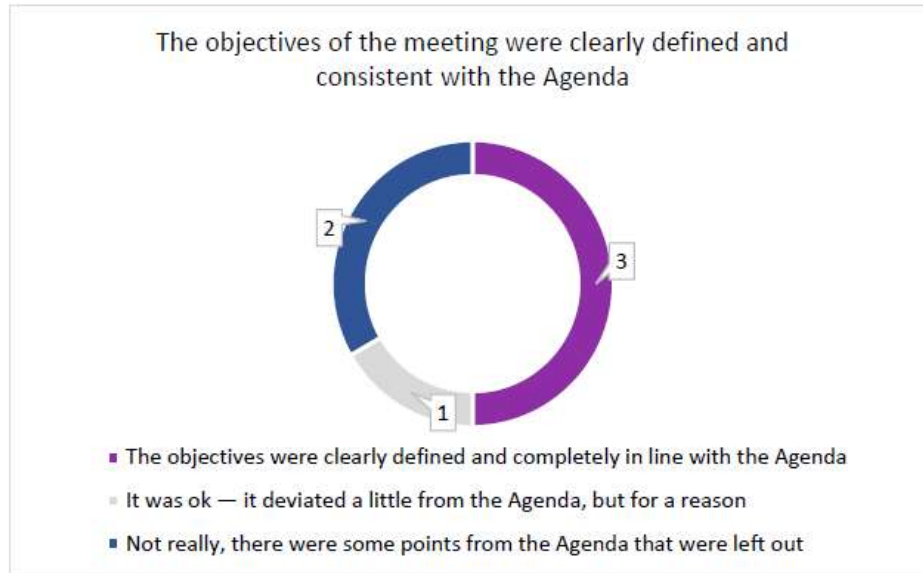 The objectives of the meeting were clearly defined and
consistent with the Agenda
2
3
1
The objectives were clearly defined and completely in line with the Agenda
It was ok — it deviated a little from the Agenda, but for a reason
Not really, there were some points from the Agenda that were left out